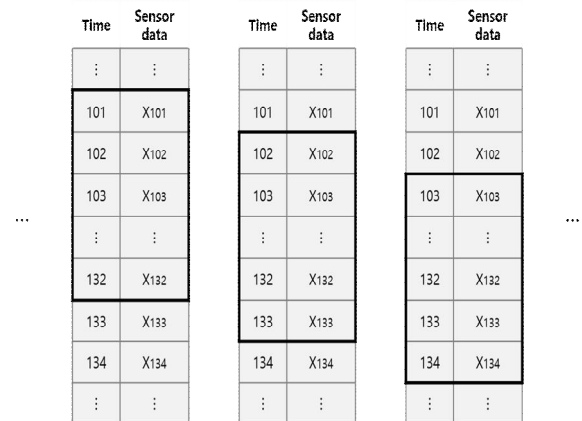 Time Sensor data Time Sensor data Time Sensor data
⋮ ⋮ ⋮ ⋮ ⋮ ⋮
101 X101 101 X101 101 X101
102 X102 102 X102 102 X102
103 X103 103 X103 103 X103
... ⋮ ⋮ ⋮ ⋮ ⋮ ⋮ ...
132 X132 132 X132 132 X132
133 X133 133 X133 133 X133
134 X134 134 X134 134 X134
⋮ ⋮ ⋮ ⋮ ⋮ ⋮